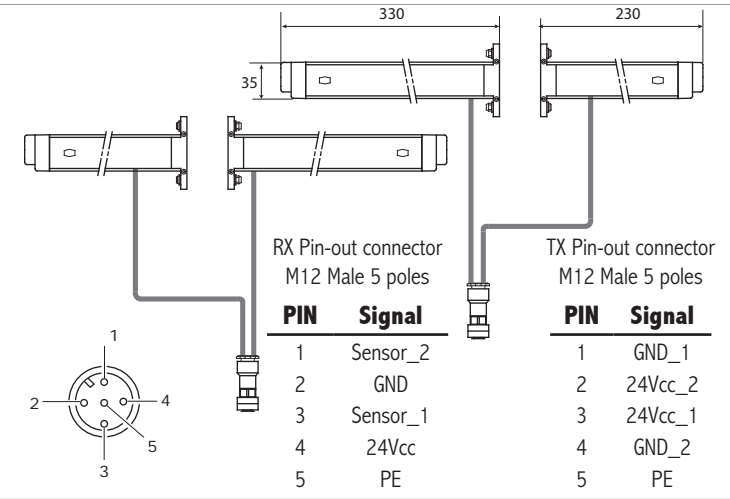 330
230
35
RX Pin-out connector
M12 Male 5 poles
PIN Signal
1 Sensor_2
2 GND
3 Sensor_1
4 24Vcc
5 PE
TX Pin-out connector
M12 Male 5 poles
PIN Signal
1 GND_1
2 24Vcc_2
3 24Vcc_1
4 GND_2
5 PE
1
2
4
5
3